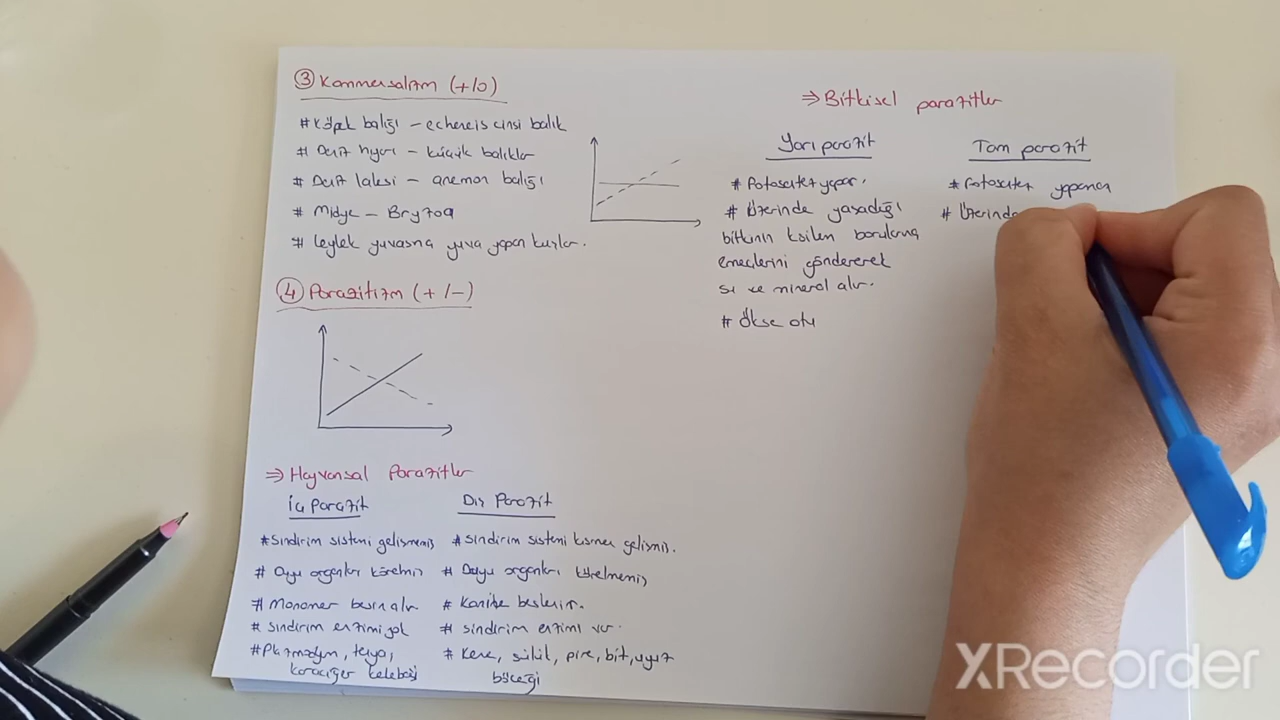 ③ Kommensalizm (+/0)
# Köpek balığı - echeneis cinsi balık
# Deniz hıyarı - küçük balıklar
# Deniz lalesi - anemon balığı
# Midye - Bryzoa
# Leylek yuvasına yuva yapan kuşlar.
④ Parazitizm (+/-)
⇒ Hayvansal Parazitler
İç Parazit
# Sindirim sistemi gelişmemiş
# Duyu organları körelmiş
# Monomer besin alır
# Sindirim enzimi yok
# Plazmodyum, tenya,
karaciğer kelebeği
Dış Parazit
# Sindirim sistemi kısmen gelişmiş.
# Duyu organları körelmemiş
# Kanla beslenir.
# Sindirim enzimi var.
# Kene, sülük, pire, bit, uyuz
böceği
⇒ Bitkisel parazitler
Yarı parazit
# Fotosentez yapar.
# Üzerinde yaşadığı
bitkinin ksilem borularına
emeçlerini göndererek
su ve mineral alır.
# Ökse otu
Tam parazit
# Fotosentez yapamaz
# Üzerinde
XRecorder